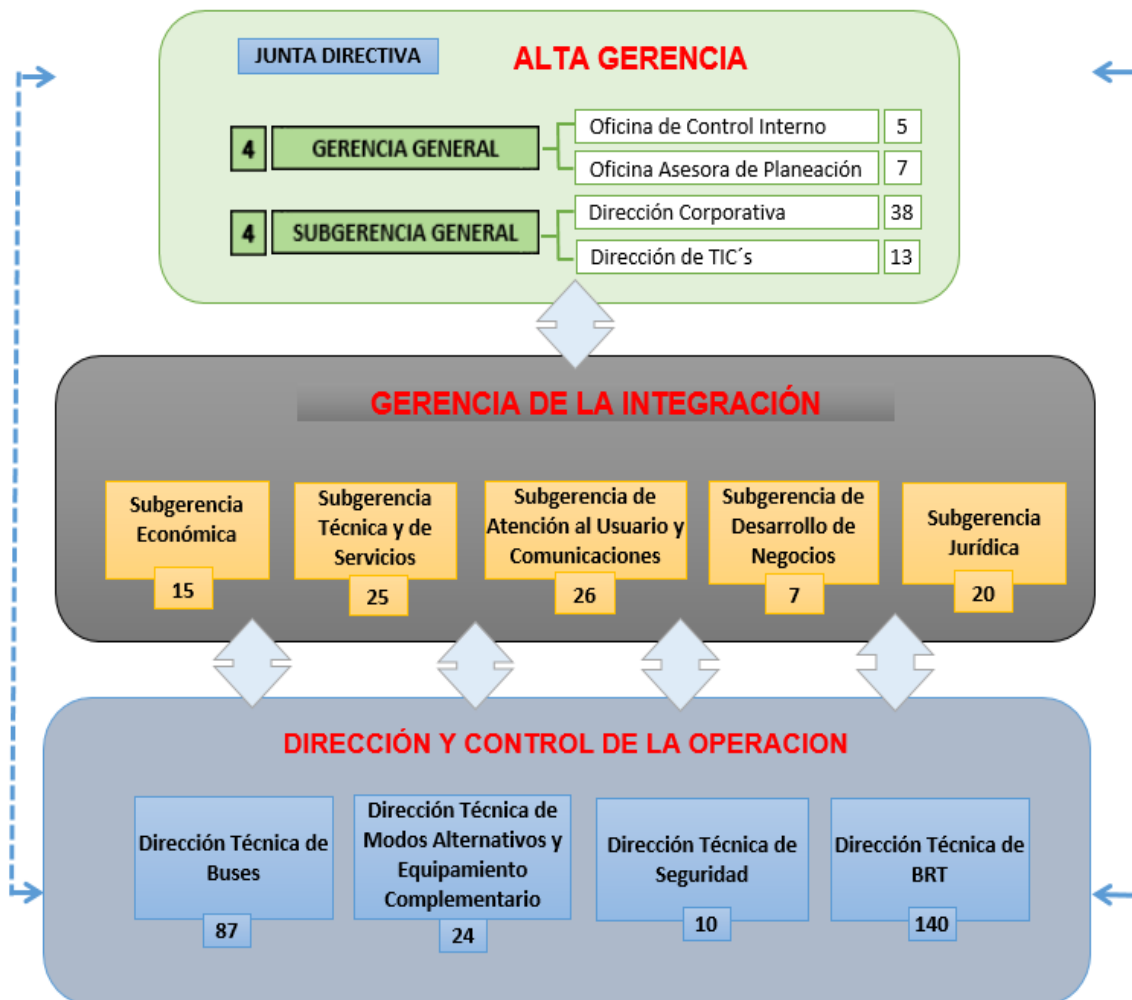 JUNTA DIRECTIVA
ALTA GERENCIA
4
GERENCIA GENERAL
Oficina de Control Interno
5
Oficina Asesora de Planeación
7
4
SUBGERENCIA GENERAL
Dirección Corporativa
38
Dirección de TIC´s
13
GERENCIA DE LA INTEGRACIÓN
Subgerencia
Económica
15
Subgerencia
Técnica y de
Servicios
25
Subgerencia de
Atención al Usuario y
Comunicaciones
26
Subgerencia de
Desarrollo de
Negocios
7
Subgerencia
Jurídica
20
DIRECCIÓN Y CONTROL DE LA OPERACION
Dirección Técnica de
Buses
87
Dirección Técnica de
Modos Alternativos y
Equipamiento
Complementario
24
Dirección Técnica de
Seguridad
10
Dirección Técnica de
BRT
140